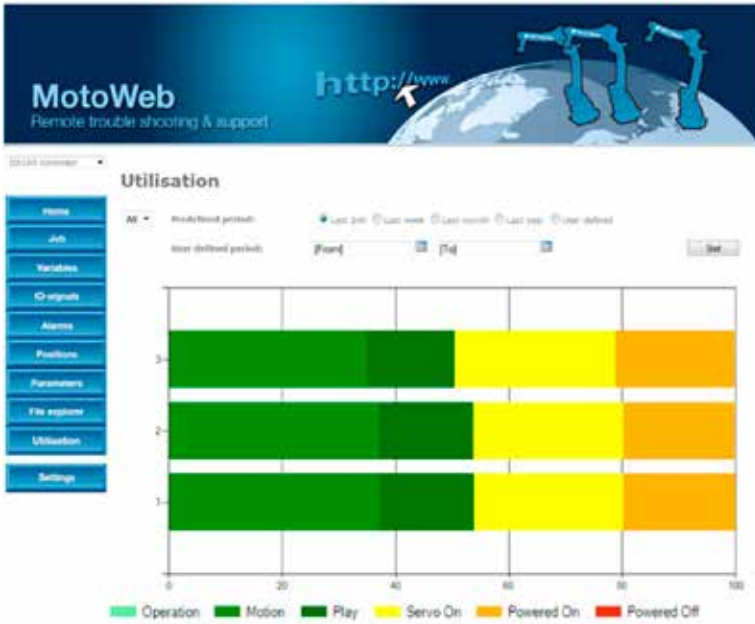 MotoWeb
http://www
Remote trouble shooting & support
Utilisation
Home
All
Predefined period:
Last 24h Last week Last month Last year User defined
Job
User defined period:
[From]
[To]
Set
Variables
IO-signals
Alarms
Positions
Parameters
File explorer
Utilisation
Settings
3
2
1
0 20 40 60 80 100
Operation Motion Play Servo On Powered On Powered Off